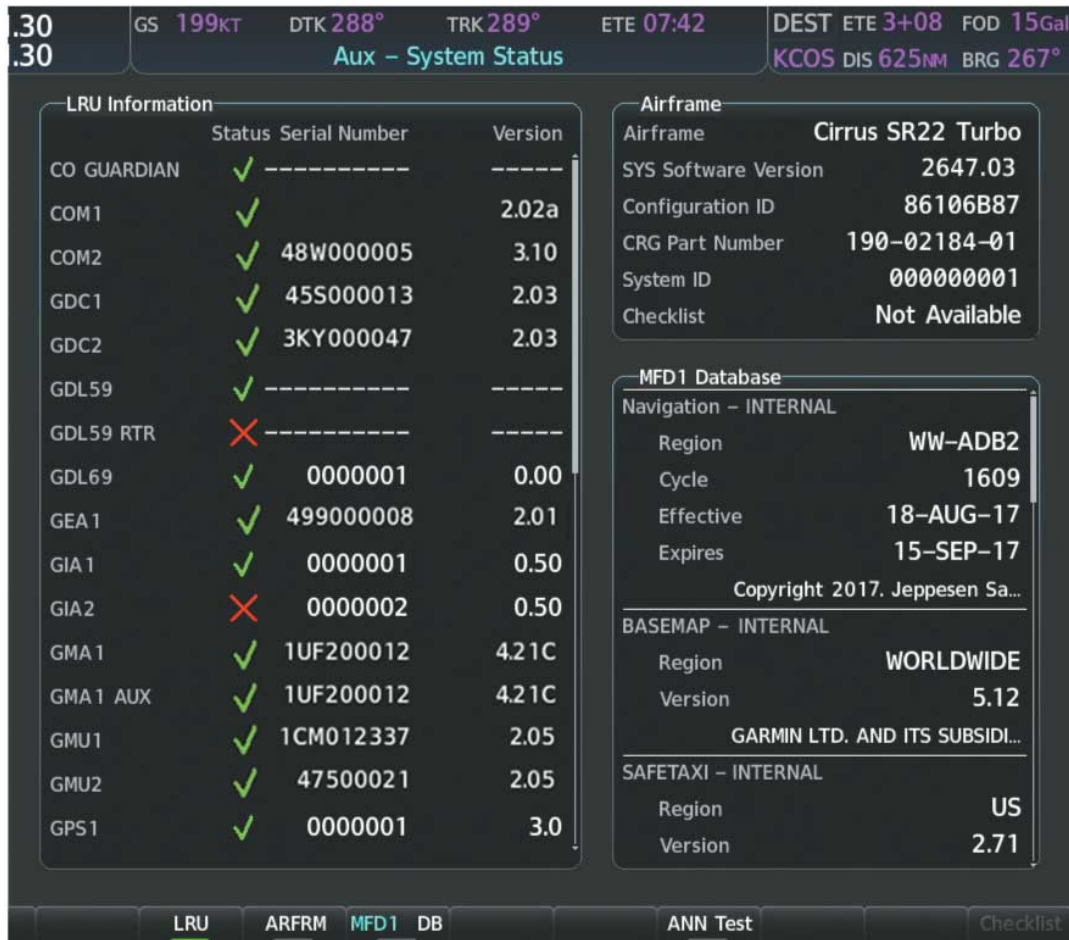 .30 GS 199KT DTK 288° TRK 289° ETE 07:42 DEST ETE 3+08 FOD 15Gal
.30 Aux – System Status KCOS DIS 625NM BRG 267°
LRU Information
Status Serial Number Version
CO GUARDIAN ---------- -----
COM1 2.02a
COM2 48W000005 3.10
GDC1 45S000013 2.03
GDC2 3KY000047 2.03
GDL59 ---------- -----
GDL59 RTR ---------- -----
GDL69 0000001 0.00
GEA1 499000008 2.01
GIA1 0000001 0.50
GIA2 0000002 0.50
GMA1 1UF200012 4.21C
GMA1 AUX 1UF200012 4.21C
GMU1 1CM012337 2.05
GMU2 47500021 2.05
GPS1 0000001 3.0
Airframe
Airframe Cirrus SR22 Turbo
SYS Software Version 2647.03
Configuration ID 86106B87
CRG Part Number 190-02184-01
System ID 000000001
Checklist Not Available
MFD1 Database
Navigation – INTERNAL
Region WW-ADB2
Cycle 1609
Effective 18-AUG-17
Expires 15-SEP-17
Copyright 2017. Jeppesen Sa...
BASEMAP – INTERNAL
Region WORLDWIDE
Version 5.12
GARMIN LTD. AND ITS SUBSIDI...
SAFETAXI – INTERNAL
Region US
Version 2.71
LRU ARFRM MFD1 DB ANN Test Checklist